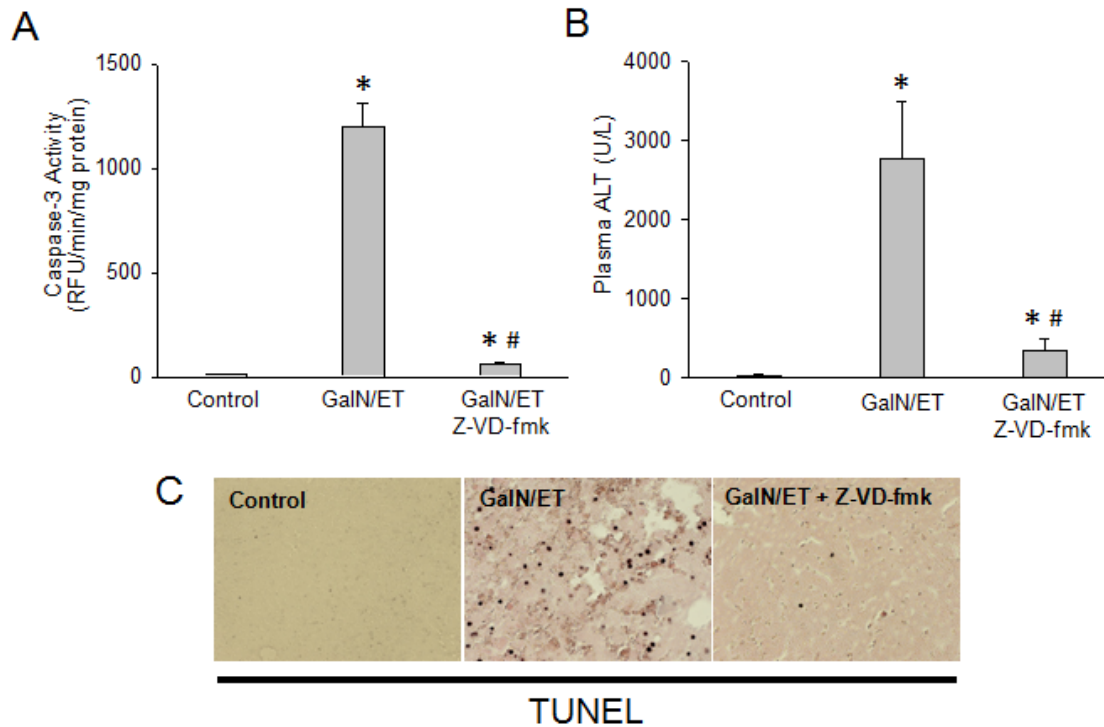 A
Caspase-3 Activity
(RFU/min/mg protein)
1500
1000
500
0
*
* #
Control
GalN/ET
GalN/ET
Z-VD-fmk
B
Plasma ALT (U/L)
4000
3000
2000
1000
0
*
* #
Control
GalN/ET
GalN/ET
Z-VD-fmk
C
Control
GalN/ET
GalN/ET + Z-VD-fmk
TUNEL